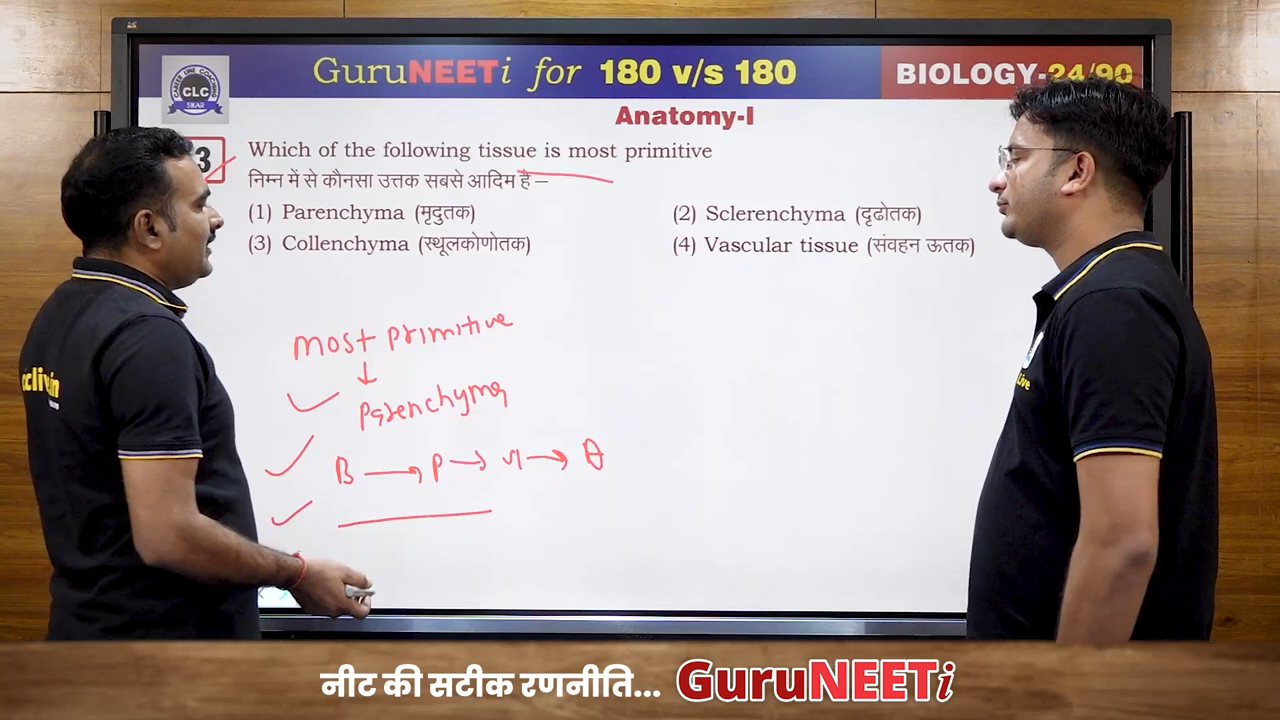 GuruNEETi for 180 v/s 180
BIOLOGY-24/90
CAREER LINE COACHING
CLC
SIKAR
Anatomy-I
3 Which of the following tissue is most primitive
निम्न में से कौनसा उत्तक सबसे आदिम है –
(1) Parenchyma (मृदुतक)
(2) Sclerenchyma (दृढोतक)
(3) Collenchyma (स्थूलकोणोतक)
(4) Vascular tissue (संवहन ऊतक)
most primitive
Parenchyma
B → P →
नीट की सटीक रणनीति... GuruNEETi